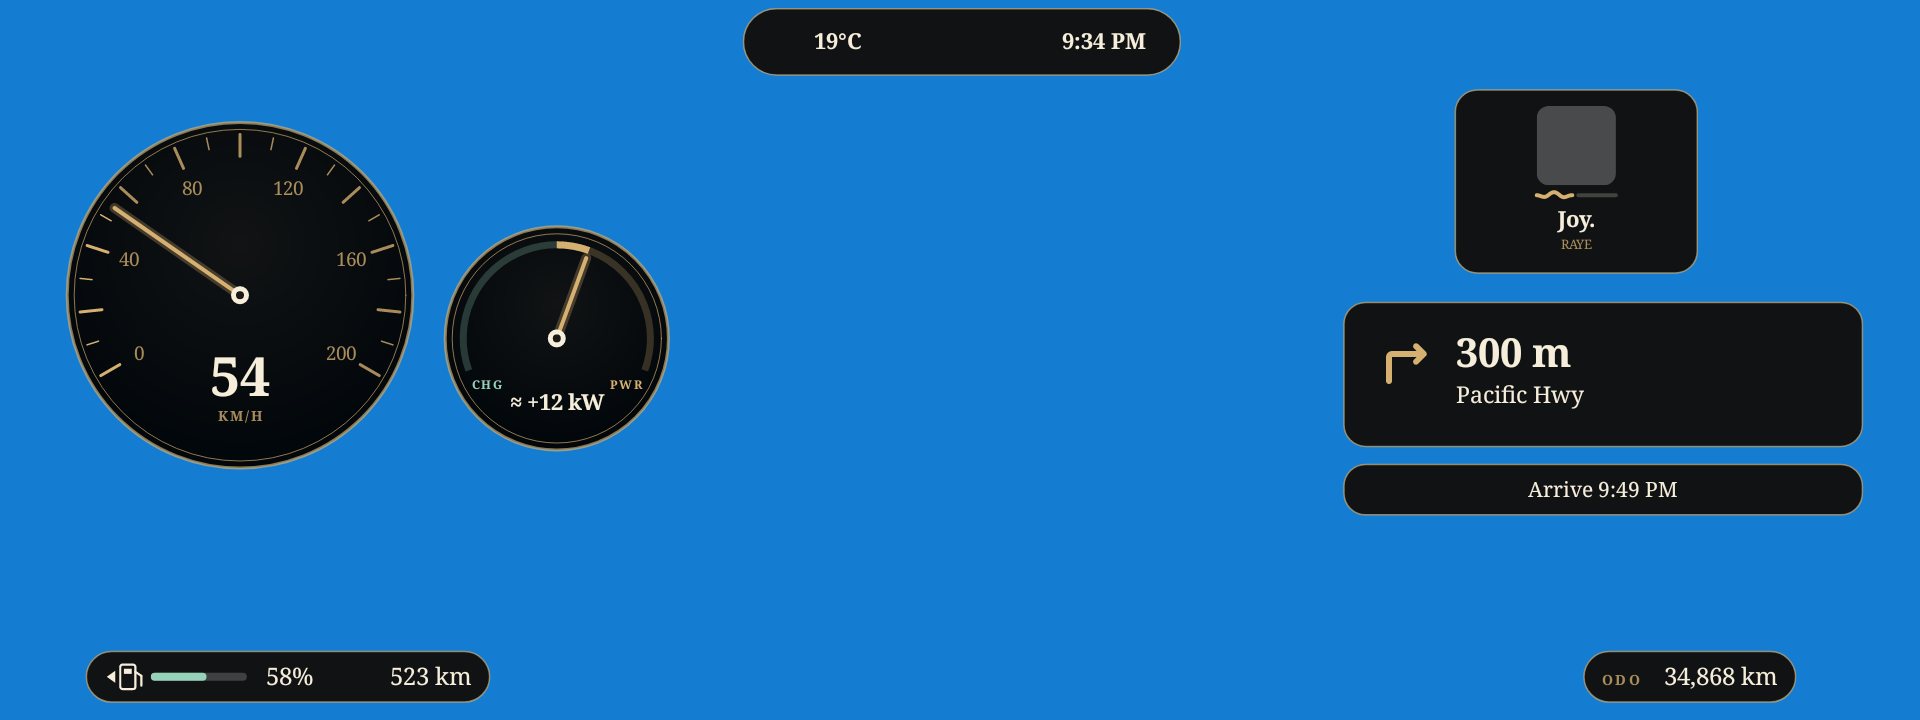 19°C 9:34 PM
80 120
40 160
0 200
54
KM/H
CHG PWR
≈ +12 kW
Joy.
RAYE
300 m
Pacific Hwy
Arrive 9:49 PM
58% 523 km
ODO 34,868 km